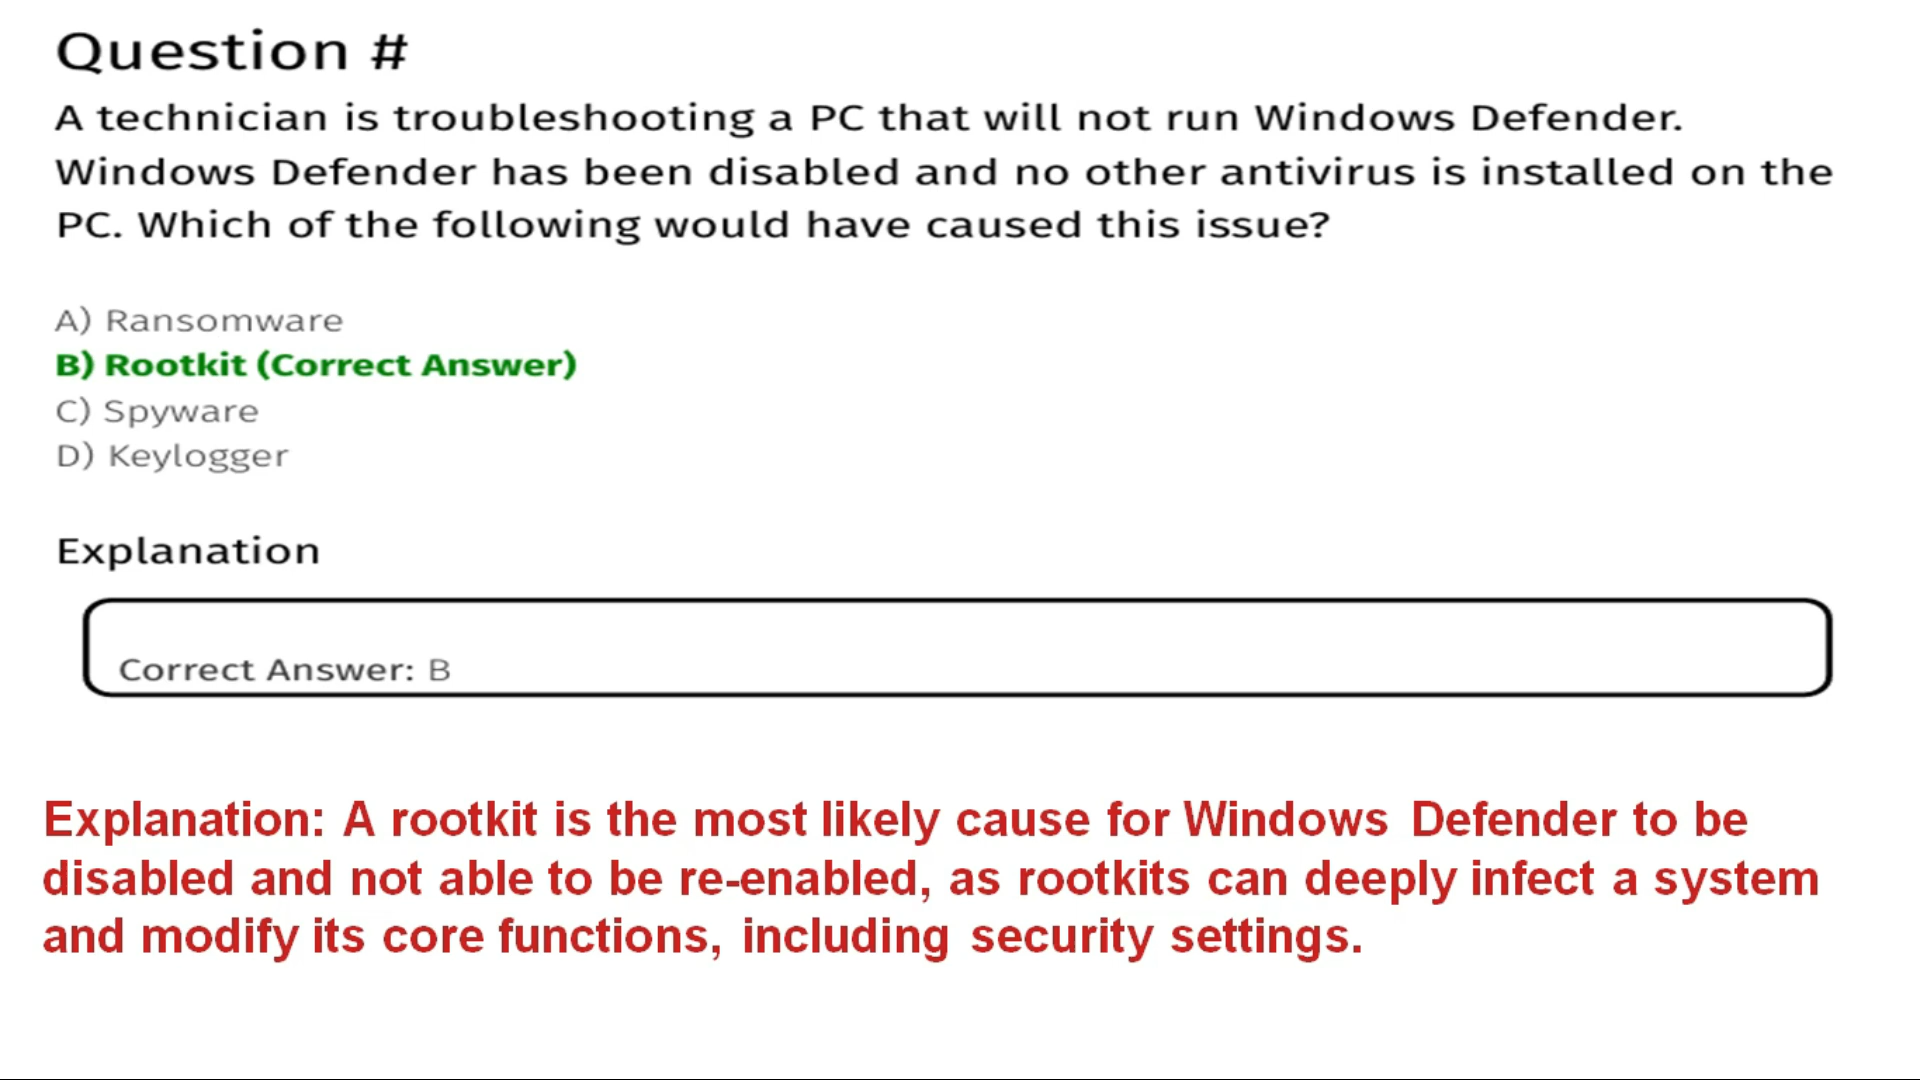 Question #
A technician is troubleshooting a PC that will not run Windows Defender.
Windows Defender has been disabled and no other antivirus is installed on the
PC. Which of the following would have caused this issue?
A) Ransomware
B) Rootkit (Correct Answer)
C) Spyware
D) Keylogger
Explanation
Correct Answer: B
Explanation: A rootkit is the most likely cause for Windows Defender to be
disabled and not able to be re-enabled, as rootkits can deeply infect a system
and modify its core functions, including security settings.